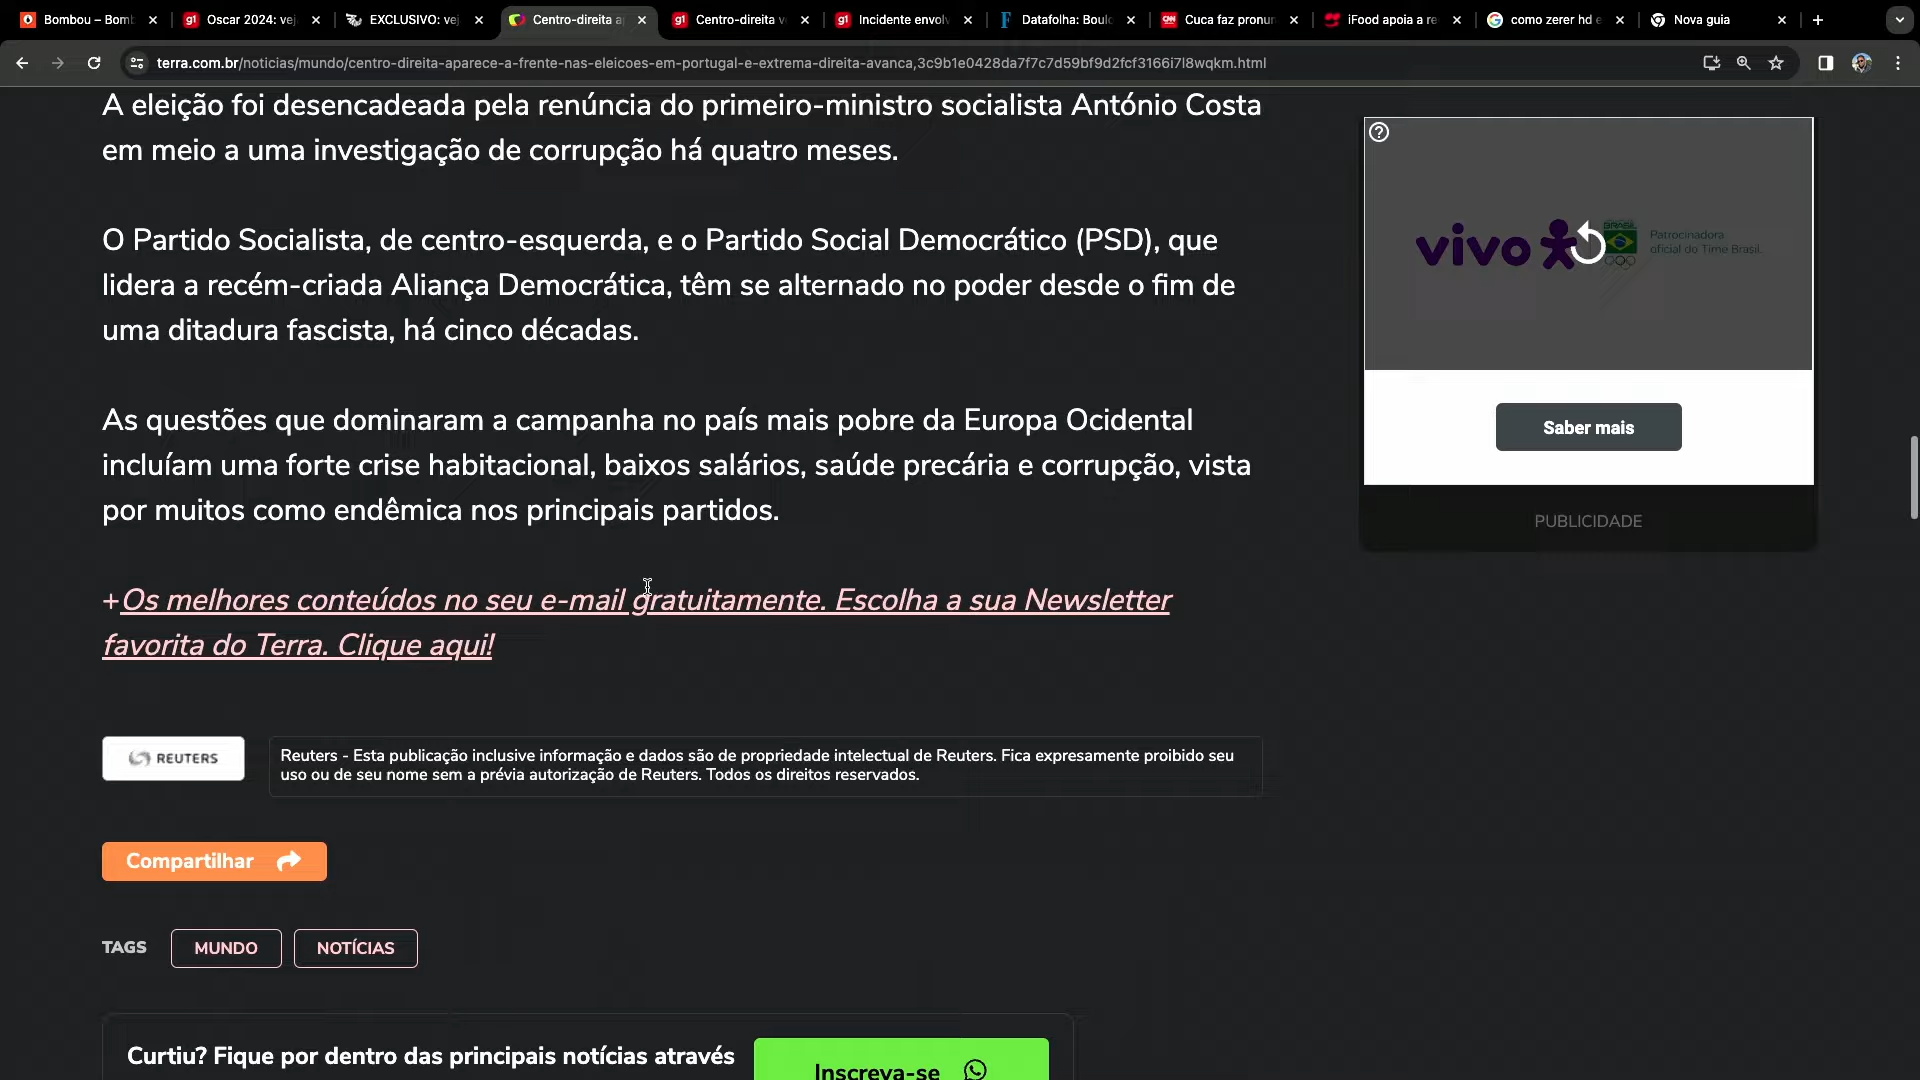 Bombou – Bomb
Oscar 2024: vej
EXCLUSIVO: vej
Centro-direita a
Centro-direita v
Incidente envol
Datafolha: Boul
Cuca faz pronun
iFood apoia a re
como zerer hd e
Nova guia
terra.com.br/noticias/mundo/centro-direita-aparece-a-frente-nas-eleicoes-em-portugal-e-extrema-direita-avanca,3c9b1e0428da7f7c7d59bf9d2fcf3166i7l8wqkm.html
A eleição foi desencadeada pela renúncia do primeiro-ministro socialista António Costa
em meio a uma investigação de corrupção há quatro meses.
O Partido Socialista, de centro-esquerda, e o Partido Social Democrático (PSD), que
lidera a recém-criada Aliança Democrática, têm se alternado no poder desde o fim de
uma ditadura fascista, há cinco décadas.
As questões que dominaram a campanha no país mais pobre da Europa Ocidental
incluíam uma forte crise habitacional, baixos salários, saúde precária e corrupção, vista
por muitos como endêmica nos principais partidos.
+Os melhores conteúdos no seu e-mail gratuitamente. Escolha a sua Newsletter
favorita do Terra. Clique aqui!
REUTERS
Reuters - Esta publicação inclusive informação e dados são de propriedade intelectual de Reuters. Fica expresamente proibido seu
uso ou de seu nome sem a prévia autorização de Reuters. Todos os direitos reservados.
Compartilhar
TAGS
MUNDO
NOTÍCIAS
Curtiu? Fique por dentro das principais notícias através
Inscreva-se
vivo
BRASIL
Patrocinadora
oficial do Time Brasil.
Saber mais
PUBLICIDADE